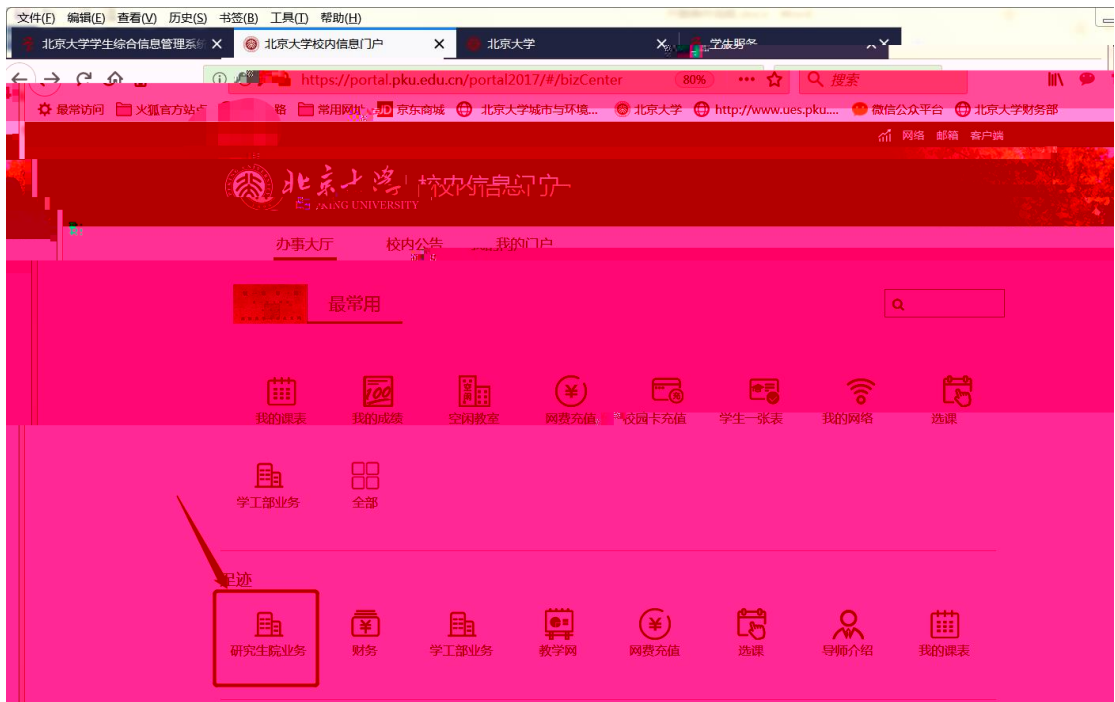 文件(F) 编辑(E) 查看(V) 历史(S) 书签(B) 工具(T) 帮助(H)
北京大学学生综合信息管理系统 北京大学校内信息门户 北京大学
https://portal.pku.edu.cn/portal2017/#/bizCenter 80% 搜索
最常访问 火狐官方站点 常用网址 JD 京东商城 北京大学城市与环境... 北京大学 http://www.ues.pku.... 微信公众平台 北京大学财务部
网络 邮箱 客户端
北京大学 校内信息门户
UNIVERSITY
办事大厅 校内公告 我的门户
最常用
我的课表 我的成绩 空闲教室 网费充值 校园卡充值 学生一张表 我的网络 选课
学工部业务 全部
足迹
研究生院业务 财务 学工部业务 教学网 网费充值 选课 导师介绍 我的课表